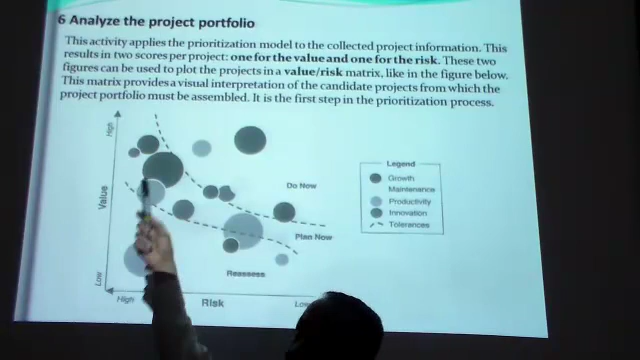 6 Analyze the project portfolio
This activity applies the prioritization model to the collected project information. This
results in two scores per project: one for the value and one for the risk. These two
figures can be used to plot the projects in a value/risk matrix, like in the figure below.
This matrix provides a visual interpretation of the candidate projects from which the
project portfolio must be assembled. It is the first step in the prioritization process.
High
Value
Low
Do Now
Plan Now
Reassess
High
Risk
Low
Legend
Growth
Maintenance
Productivity
Innovation
Tolerances